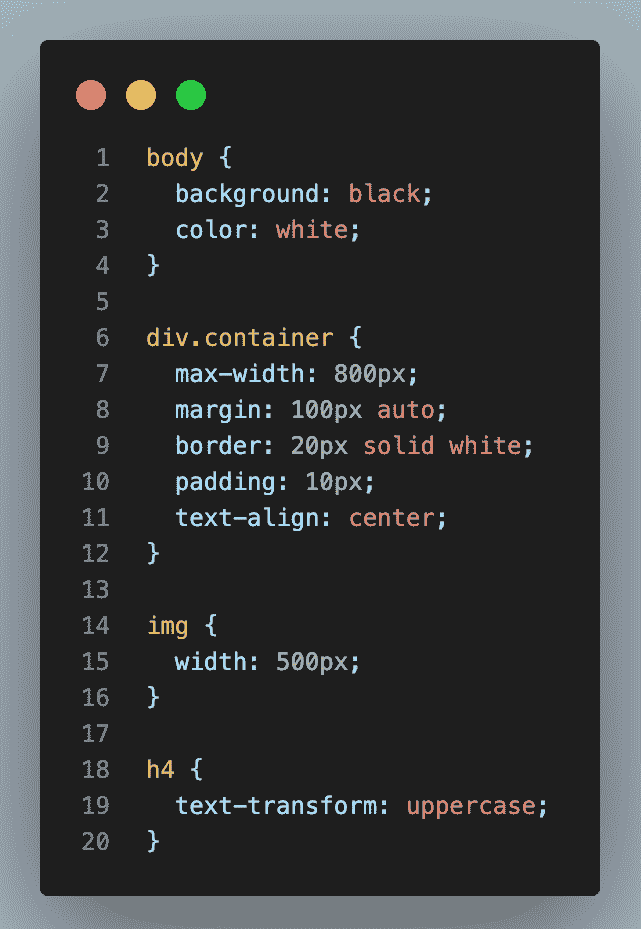 1 body {
2   background: black;
3   color: white;
4 }
5
6 div.container {
7   max-width: 800px;
8   margin: 100px auto;
9   border: 20px solid white;
10   padding: 10px;
11   text-align: center;
12 }
13
14 img {
15   width: 500px;
16 }
17
18 h4 {
19   text-transform: uppercase;
20 }